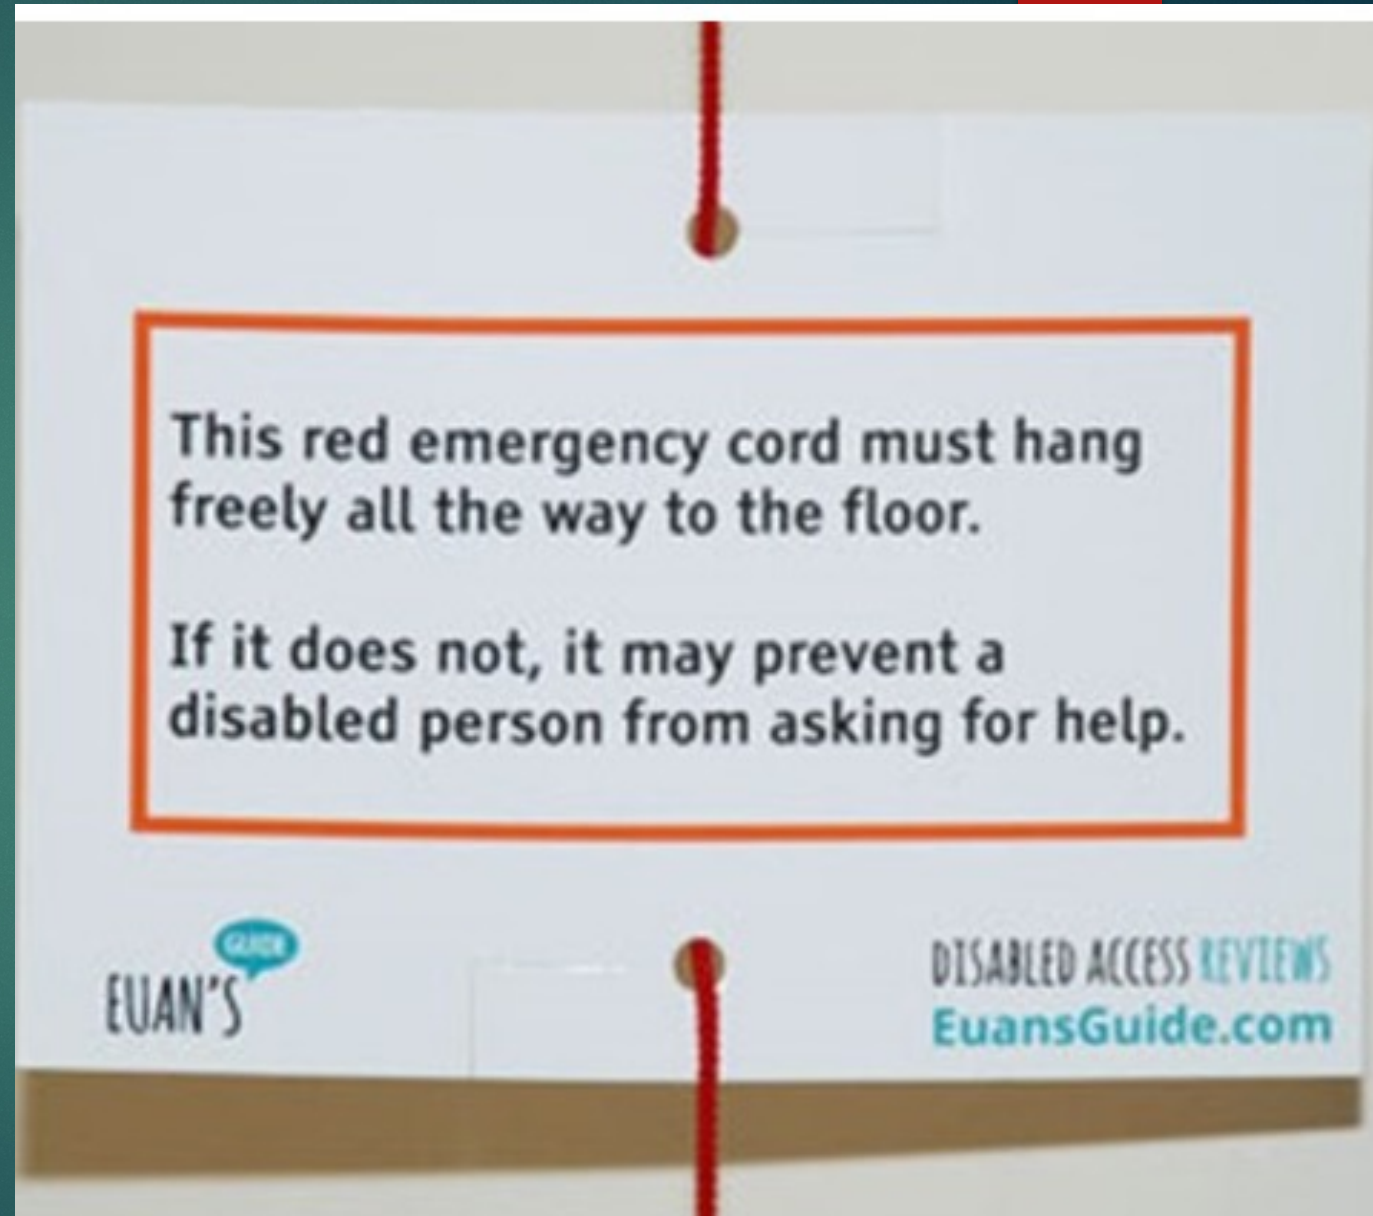 This red emergency cord must hang
freely all the way to the floor.
If it does not, it may prevent a
disabled person from asking for help.
GUIDE
EUAN'S
DISABLED ACCESS REVIEWS
EuansGuide.com